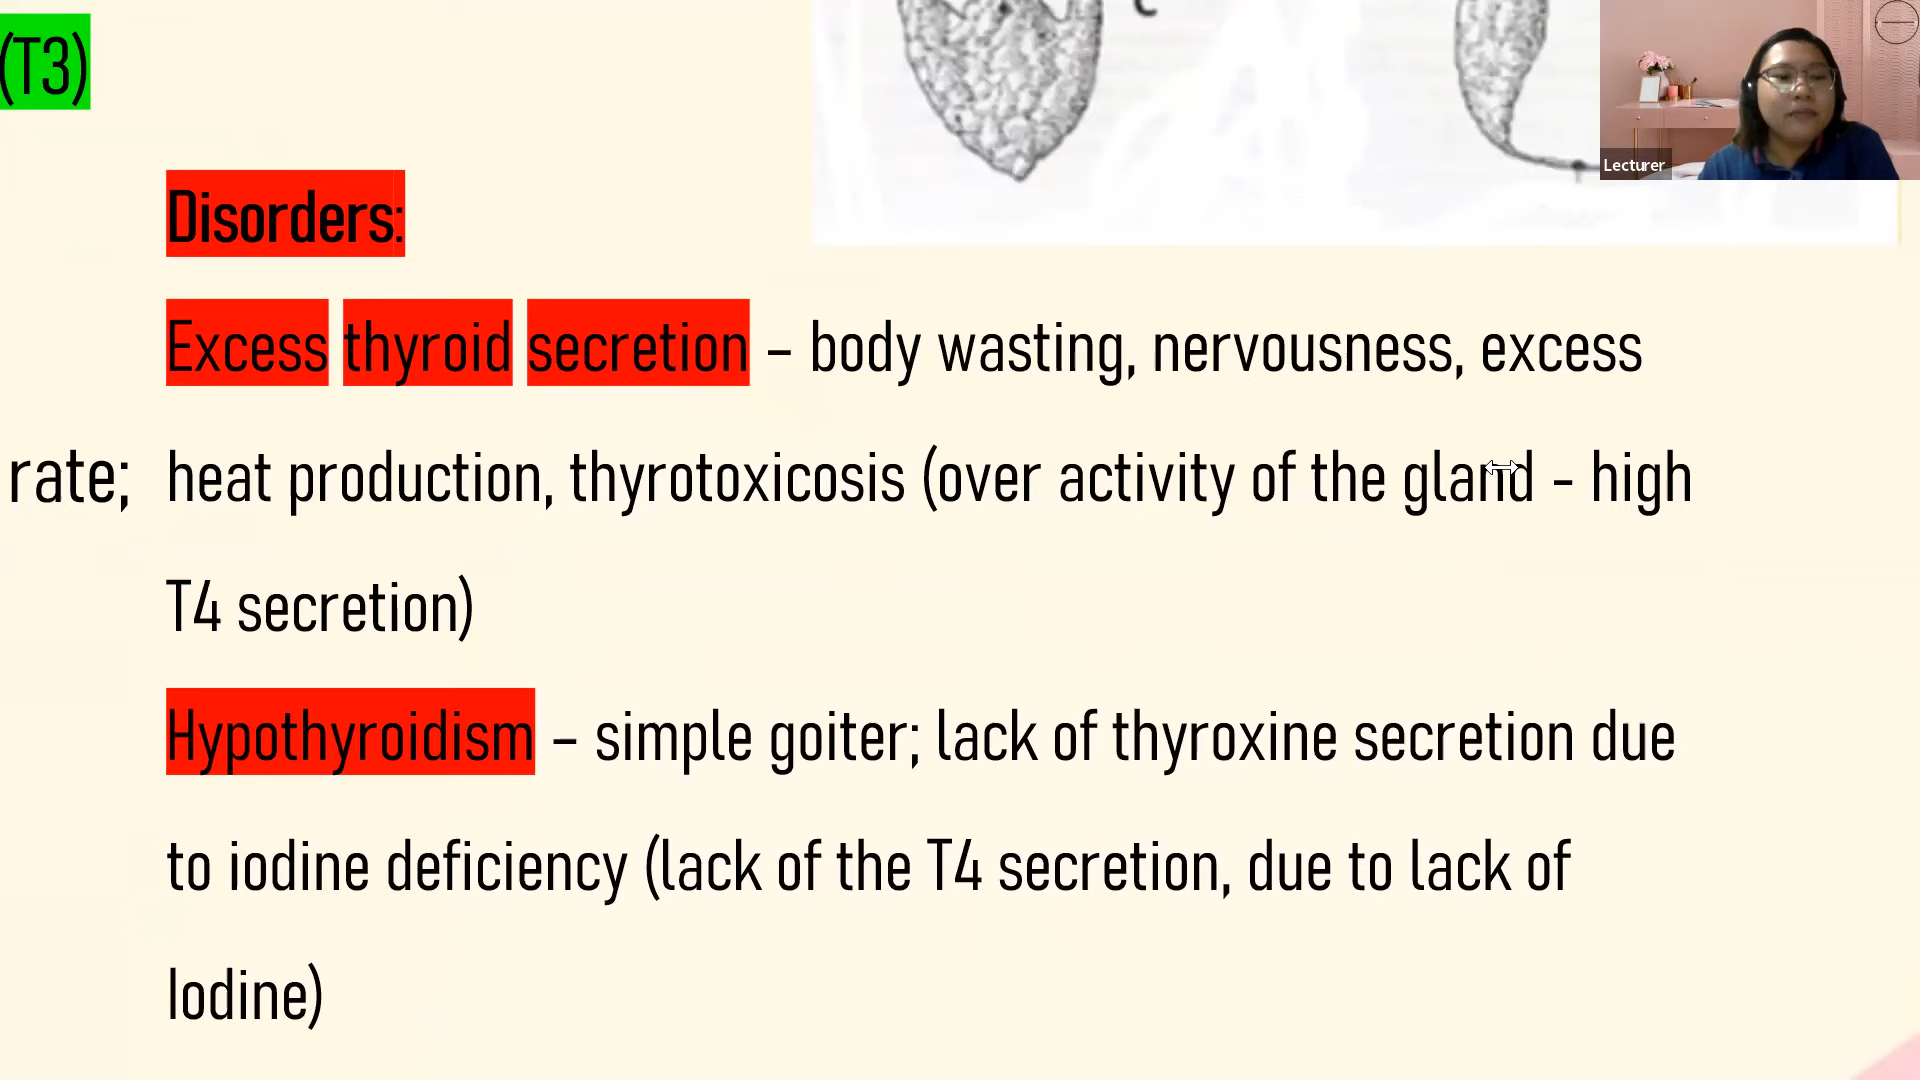 (T3)
c
Lecturer
Disorders:
Excess thyroid secretion – body wasting, nervousness, excess
rate; heat production, thyrotoxicosis (over activity of the gland - high
T4 secretion)
Hypothyroidism – simple goiter; lack of thyroxine secretion due
to iodine deficiency (lack of the T4 secretion, due to lack of
Iodine)